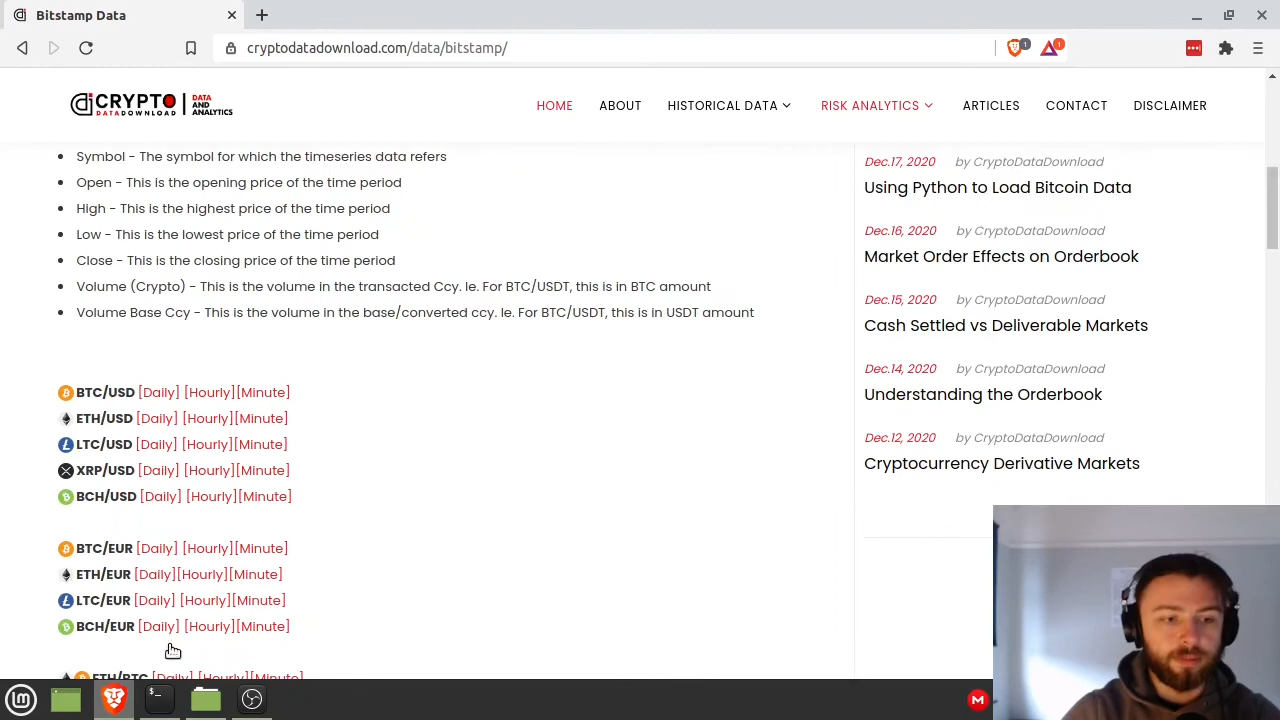 Bitstamp Data
cryptodatadownload.com/data/bitstamp/
1
1
CRYPTO
DATADOWNLOAD
DATA
AND
ANALYTICS
HOME
ABOUT
HISTORICAL DATA
RISK ANALYTICS
ARTICLES
CONTACT
DISCLAIMER
Symbol - The symbol for which the timeseries data refers
Open - This is the opening price of the time period
High - This is the highest price of the time period
Low - This is the lowest price of the time period
Close - This is the closing price of the time period
Volume (Crypto) - This is the volume in the transacted Ccy. Ie. For BTC/USDT, this is in BTC amount
Volume Base Ccy - This is the volume in the base/converted ccy. Ie. For BTC/USDT, this is in USDT amount
BTC/USD [Daily] [Hourly][Minute]
ETH/USD [Daily] [Hourly][Minute]
LTC/USD [Daily] [Hourly][Minute]
XRP/USD [Daily] [Hourly][Minute]
BCH/USD [Daily] [Hourly][Minute]
BTC/EUR [Daily] [Hourly][Minute]
ETH/EUR [Daily][Hourly][Minute]
LTC/EUR [Daily] [Hourly][Minute]
BCH/EUR [Daily] [Hourly][Minute]
ETH/BTC [Daily] [Hourly][Minute]
Dec.17, 2020 by CryptoDataDownload
Using Python to Load Bitcoin Data
Dec.16, 2020 by CryptoDataDownload
Market Order Effects on Orderbook
Dec.15, 2020 by CryptoDataDownload
Cash Settled vs Deliverable Markets
Dec.14, 2020 by CryptoDataDownload
Understanding the Orderbook
Dec.12, 2020 by CryptoDataDownload
Cryptocurrency Derivative Markets
M